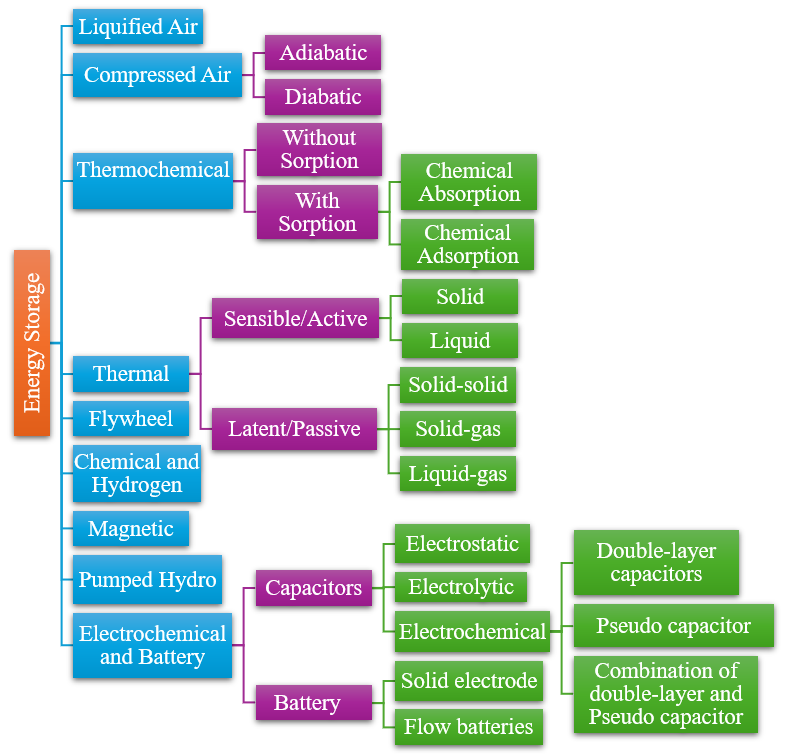 Energy Storage
Liquified Air
Compressed Air
Adiabatic
Diabatic
Thermochemical
Without
Sorption
With
Sorption
Chemical
Absorption
Chemical
Adsorption
Thermal
Sensible/Active
Solid
Liquid
Latent/Passive
Solid-solid
Solid-gas
Liquid-gas
Flywheel
Chemical and
Hydrogen
Magnetic
Pumped Hydro
Electrochemical
and Battery
Capacitors
Electrostatic
Electrolytic
Electrochemical
Double-layer
capacitors
Pseudo capacitor
Combination of
double-layer and
Pseudo capacitor
Battery
Solid electrode
Flow batteries